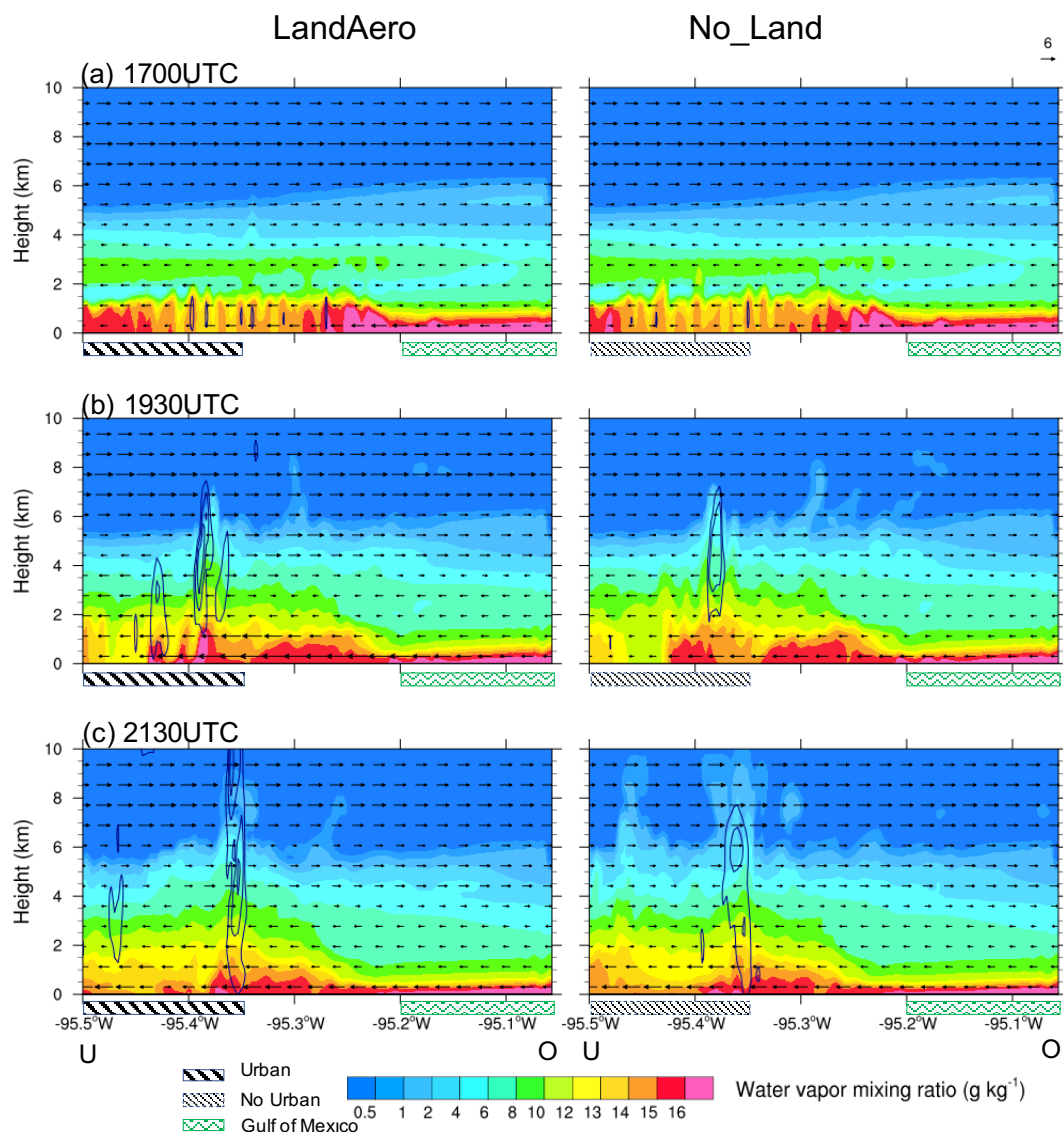 LandAero No_Land
6
(a) 1700UTC
10
8
6
4
2
0
Height (km)
(b) 1930UTC
10
8
6
4
2
0
Height (km)
(c) 2130UTC
10
8
6
4
2
0
Height (km)
-95.5°W -95.4°W -95.3°W -95.2°W -95.1°W -95.5°W -95.4°W -95.3°W -95.2°W -95.1°W
U O U O
Urban
No Urban
Gulf of Mexico
0.5 1 2 4 6 8 10 12 13 14 15 16
Water vapor mixing ratio (g kg⁻¹)